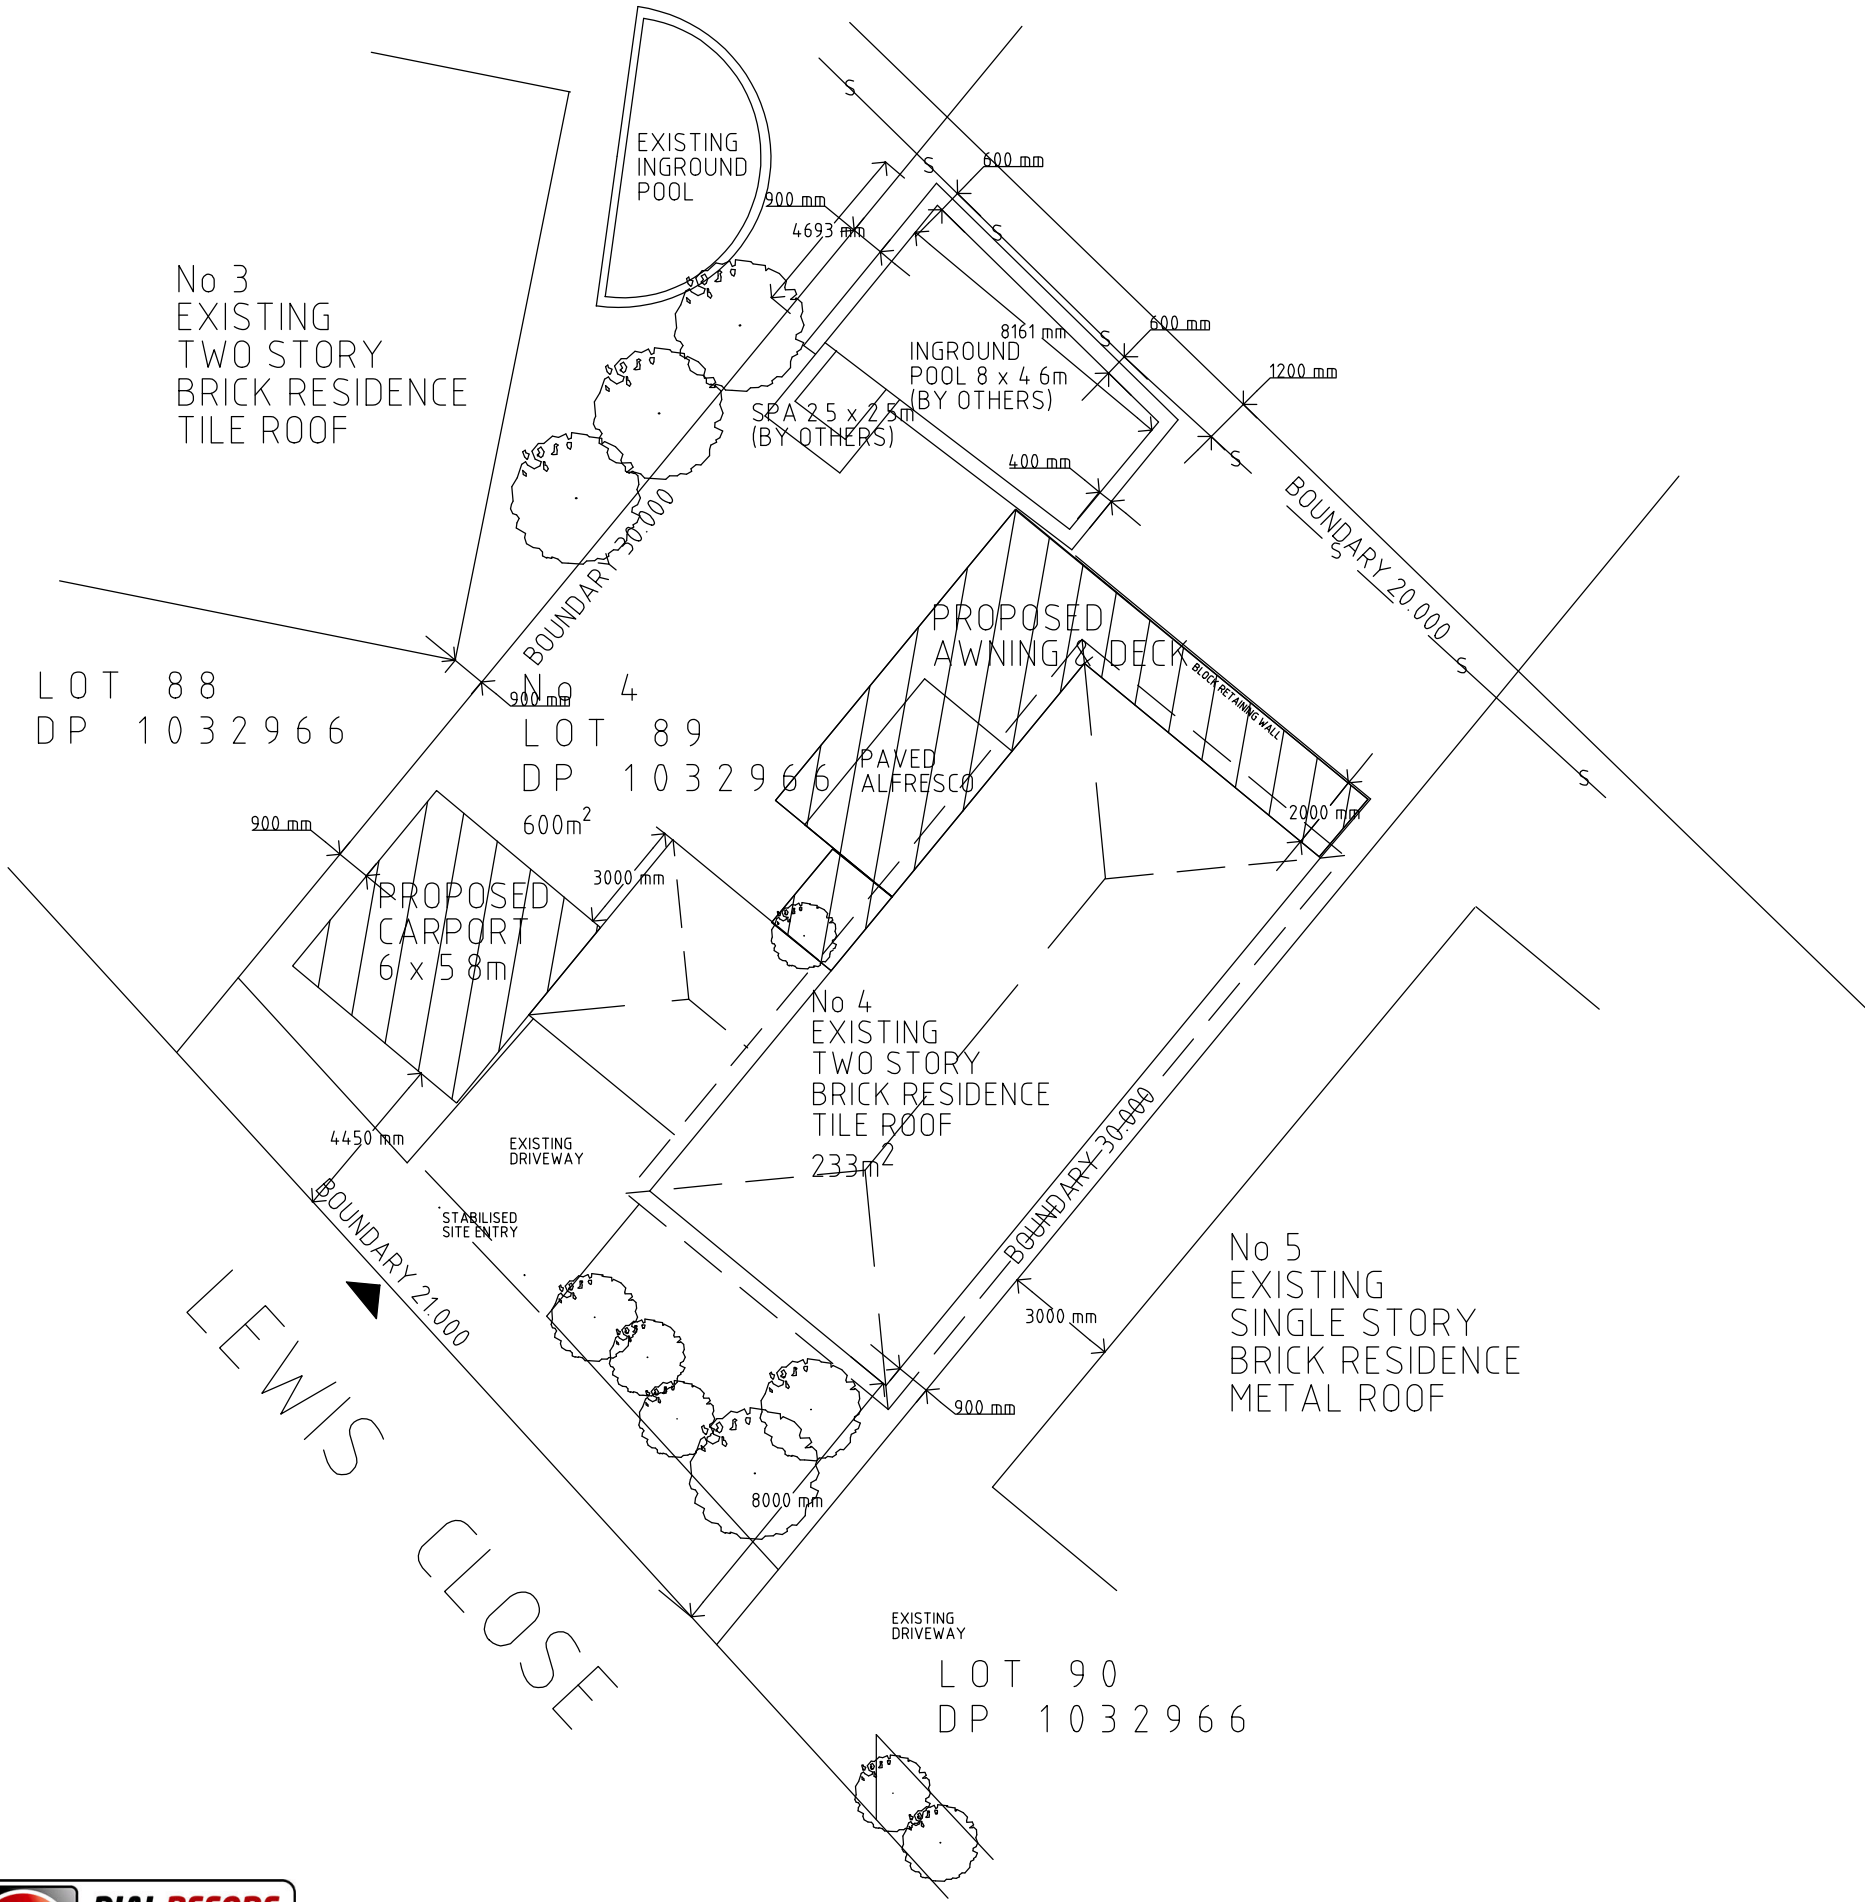 EXISTING
INGROUND
POOL
S
S
600 mm
900 mm
4693 mm
S
No 3
EXISTING
TWO STORY
BRICK RESIDENCE
TILE ROOF
8161 mm
S
600 mm
1200 mm
INGROUND
POOL 8 x 4 6m
(BY OTHERS)
SPA 2 5 x 2 5m
(BY OTHERS)
400 mm
S
BOUNDARY 20.000
S
S
S
BOUNDARY 30.000
PROPOSED
AWNING & DECK
BLOCK RETAINING WALL
LOT 88
DP 1032966
900 mm
No 4
LOT 89
DP 1032966
600m²
PAVED
ALFRESCO
2000 mm
900 mm
3000 mm
PROPOSED
CARPORT
6 x 5 8m
No 4
EXISTING
TWO STORY
BRICK RESIDENCE
TILE ROOF
233m²
4450 mm
EXISTING
DRIVEWAY
BOUNDARY 30.000
STABILISED
SITE ENTRY
BOUNDARY 21.000
No 5
EXISTING
SINGLE STORY
BRICK RESIDENCE
METAL ROOF
3000 mm
900 mm
8000 mm
LEWIS CLOSE
EXISTING
DRIVEWAY
LOT 90
DP 1032966
DIAL BEFORE